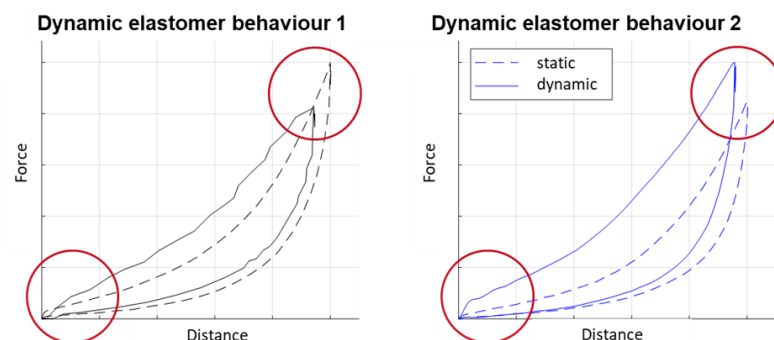 Dynamic elastomer behaviour 1
Force
Distance
Dynamic elastomer behaviour 2
static
dynamic
Force
Distance